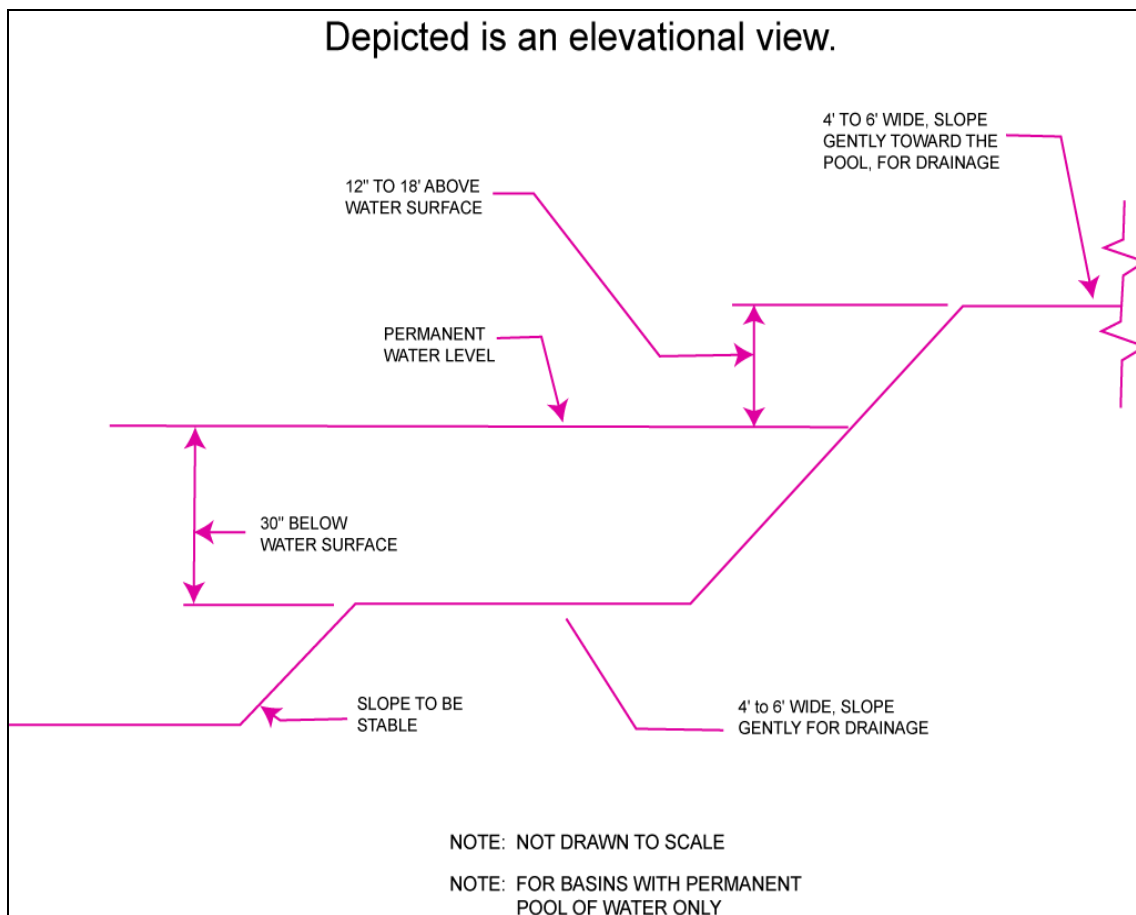 Depicted is an elevational view.
4' TO 6' WIDE, SLOPE
GENTLY TOWARD THE
POOL, FOR DRAINAGE
12" TO 18' ABOVE
WATER SURFACE
PERMANENT
WATER LEVEL
30" BELOW
WATER SURFACE
SLOPE TO BE
STABLE
4' to 6' WIDE, SLOPE
GENTLY FOR DRAINAGE
NOTE: NOT DRAWN TO SCALE
NOTE: FOR BASINS WITH PERMANENT
POOL OF WATER ONLY